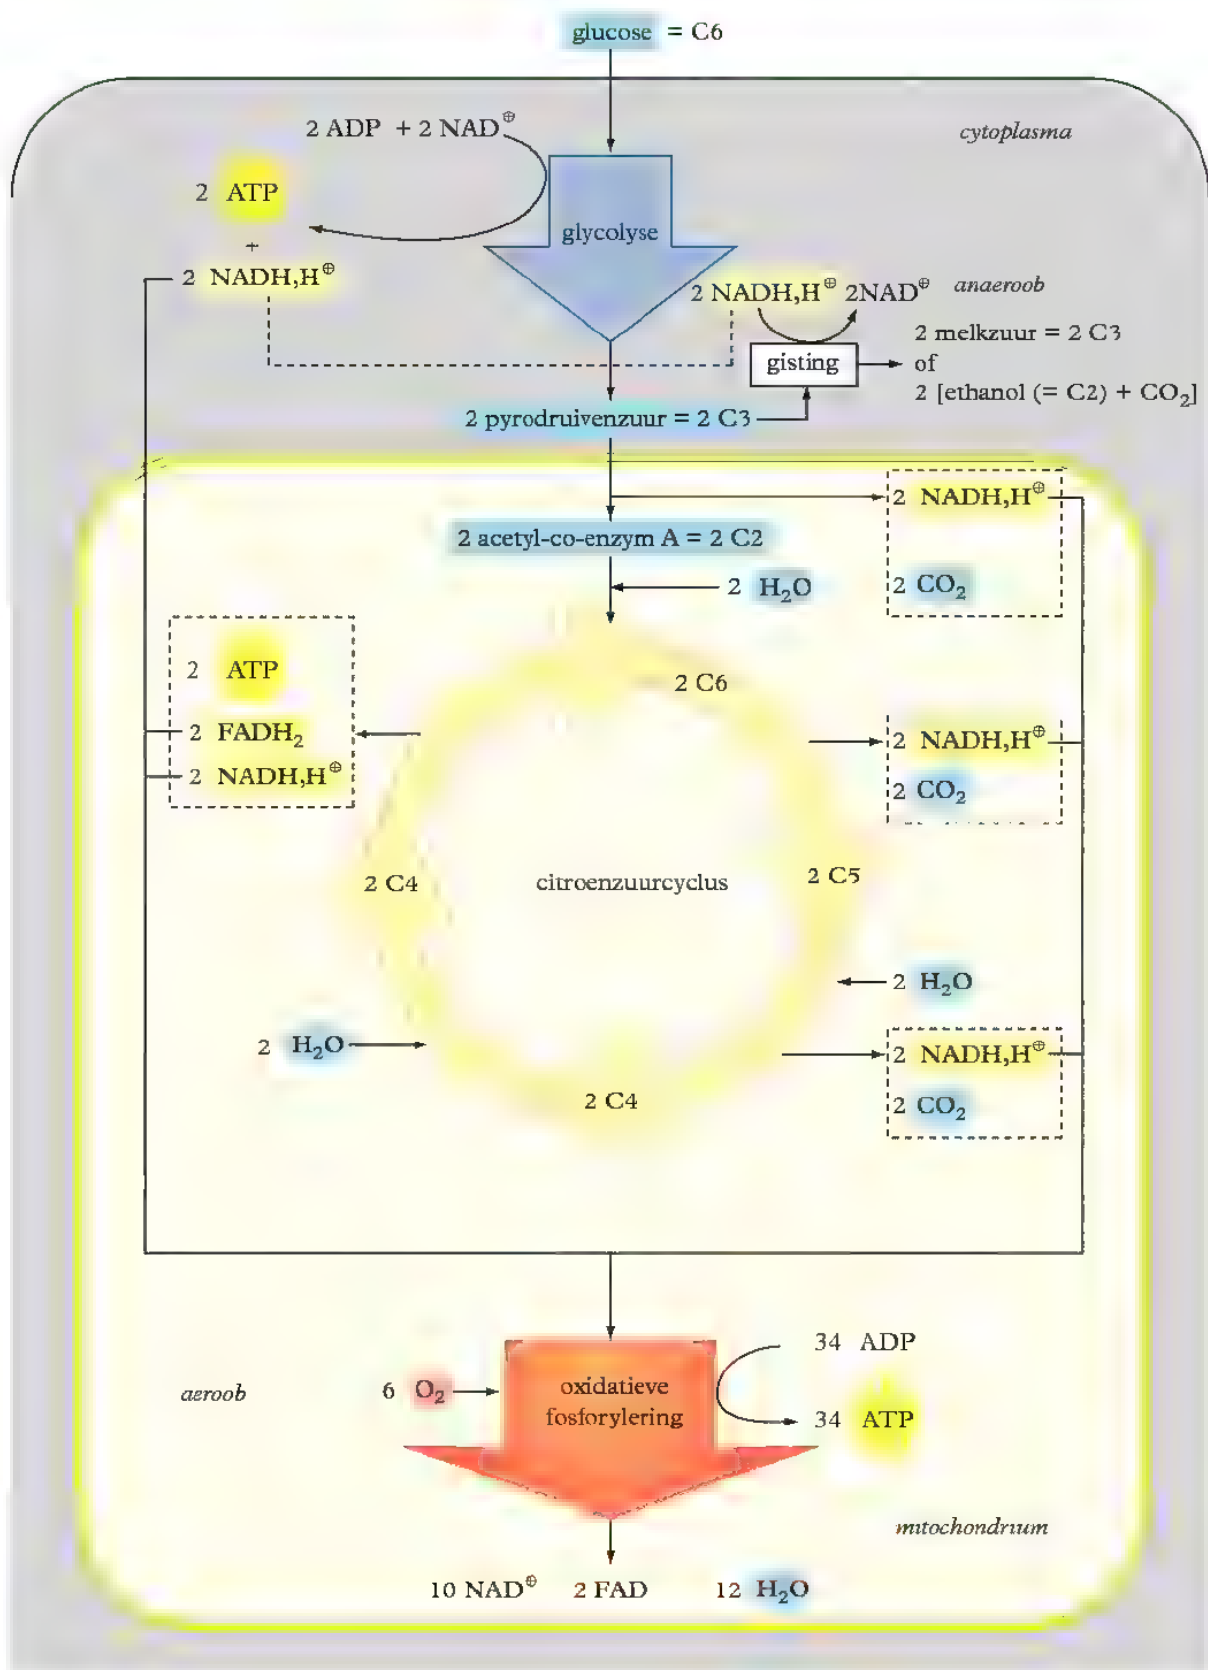 glucose = C6
cytoplasma
2 ADP + 2 NAD⊕
2 ATP
+
2 NADH,H⊕
glycolyse
2 NADH,H⊕ 2NAD⊕ anaeroob
gisting
2 melkzuur = 2 C3
of
2 [ethanol (= C2) + CO₂]
2 pyrodruivenzuur = 2 C3
2 NADH,H⊕
2 CO₂
2 acetyl-co-enzym A = 2 C2
2 H₂O
2 ATP
2 FADH₂
2 NADH,H⊕
2 C6
2 NADH,H⊕
2 CO₂
2 C4
citroenzuurcyclus
2 C5
2 H₂O
2 H₂O
2 NADH,H⊕
2 CO₂
2 C4
34 ADP
aeroob
6 O₂
oxidatieve
fosforylering
34 ATP
mitochondrium
10 NAD⊕ 2 FAD 12 H₂O